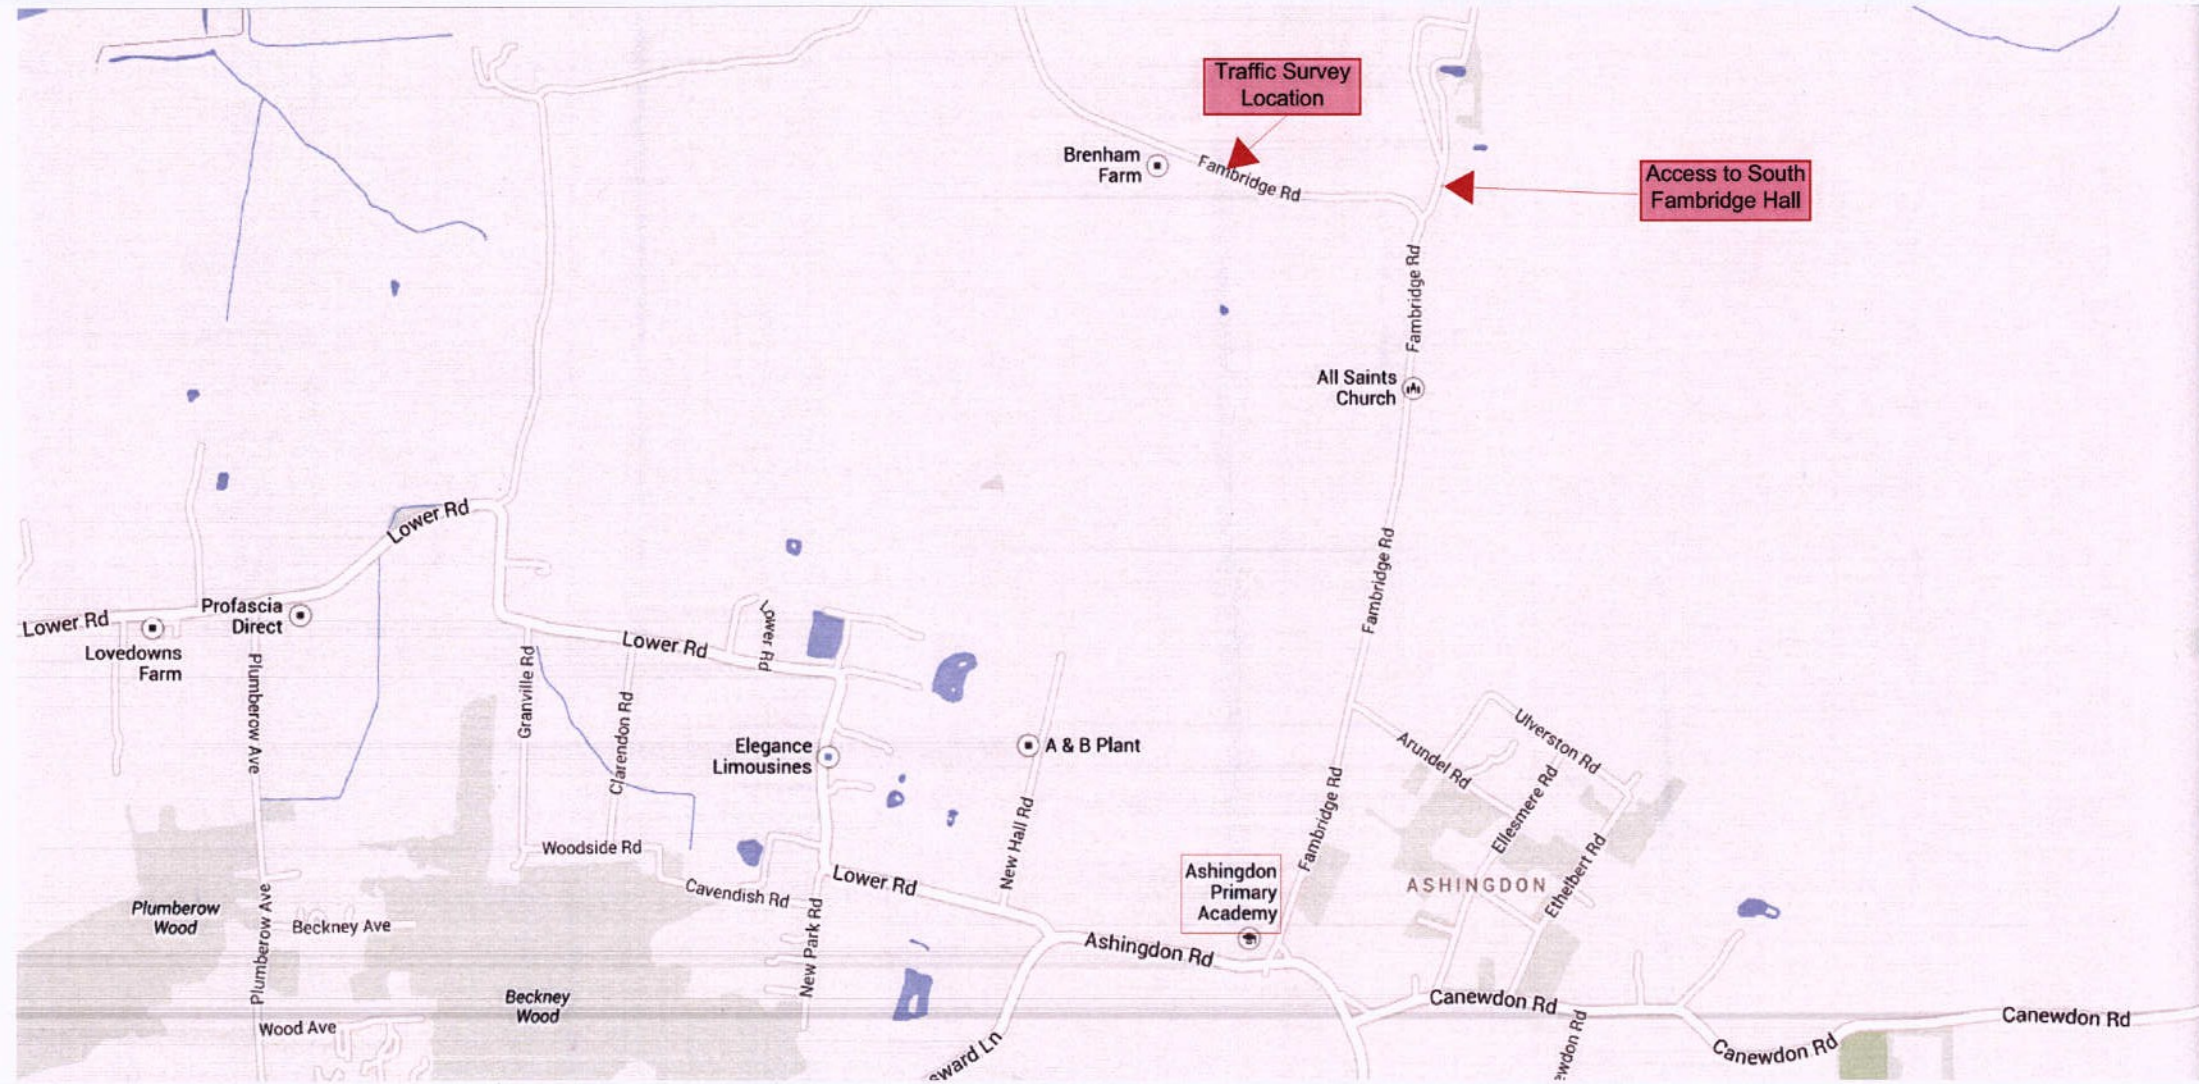 Traffic Survey
Location
Brenham
Farm
Fambridge Rd
Access to South
Fambridge Hall
Fambridge Rd
All Saints
Church
Lower Rd
Fambridge Rd
Lower Rd
Profascia
Direct
Lovedowns
Farm
Plumberow Ave
Granville Rd
Lower Rd
Lower Rd
Clarendon Rd
Elegance
Limousines
A & B Plant
Ulverston Rd
Arundel Rd
Ellesmere Rd
Fambridge Rd
New Hall Rd
Woodside Rd
Cavendish Rd
Lower Rd
Ashingdon
Primary
Academy
ASHINGDON
Ethelbert Rd
Plumberow
Wood
Plumberow Ave
Beckney Ave
New Park Rd
Ashingdon Rd
Beckney
Wood
Wood Ave
Canewdon Rd
ewdon Rd
Canewdon Rd
Canewdon Rd
sward Ln